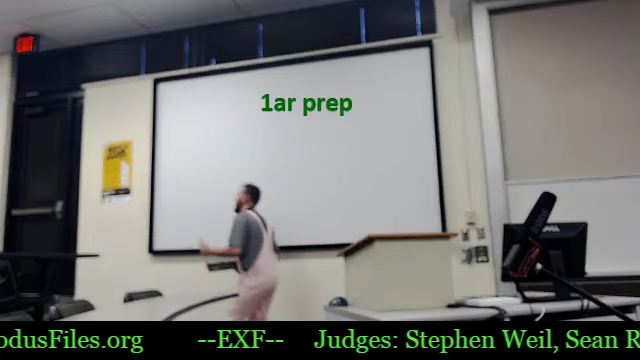 1ar prep
odusFiles.org --EXF-- Judges: Stephen Weil, Sean R